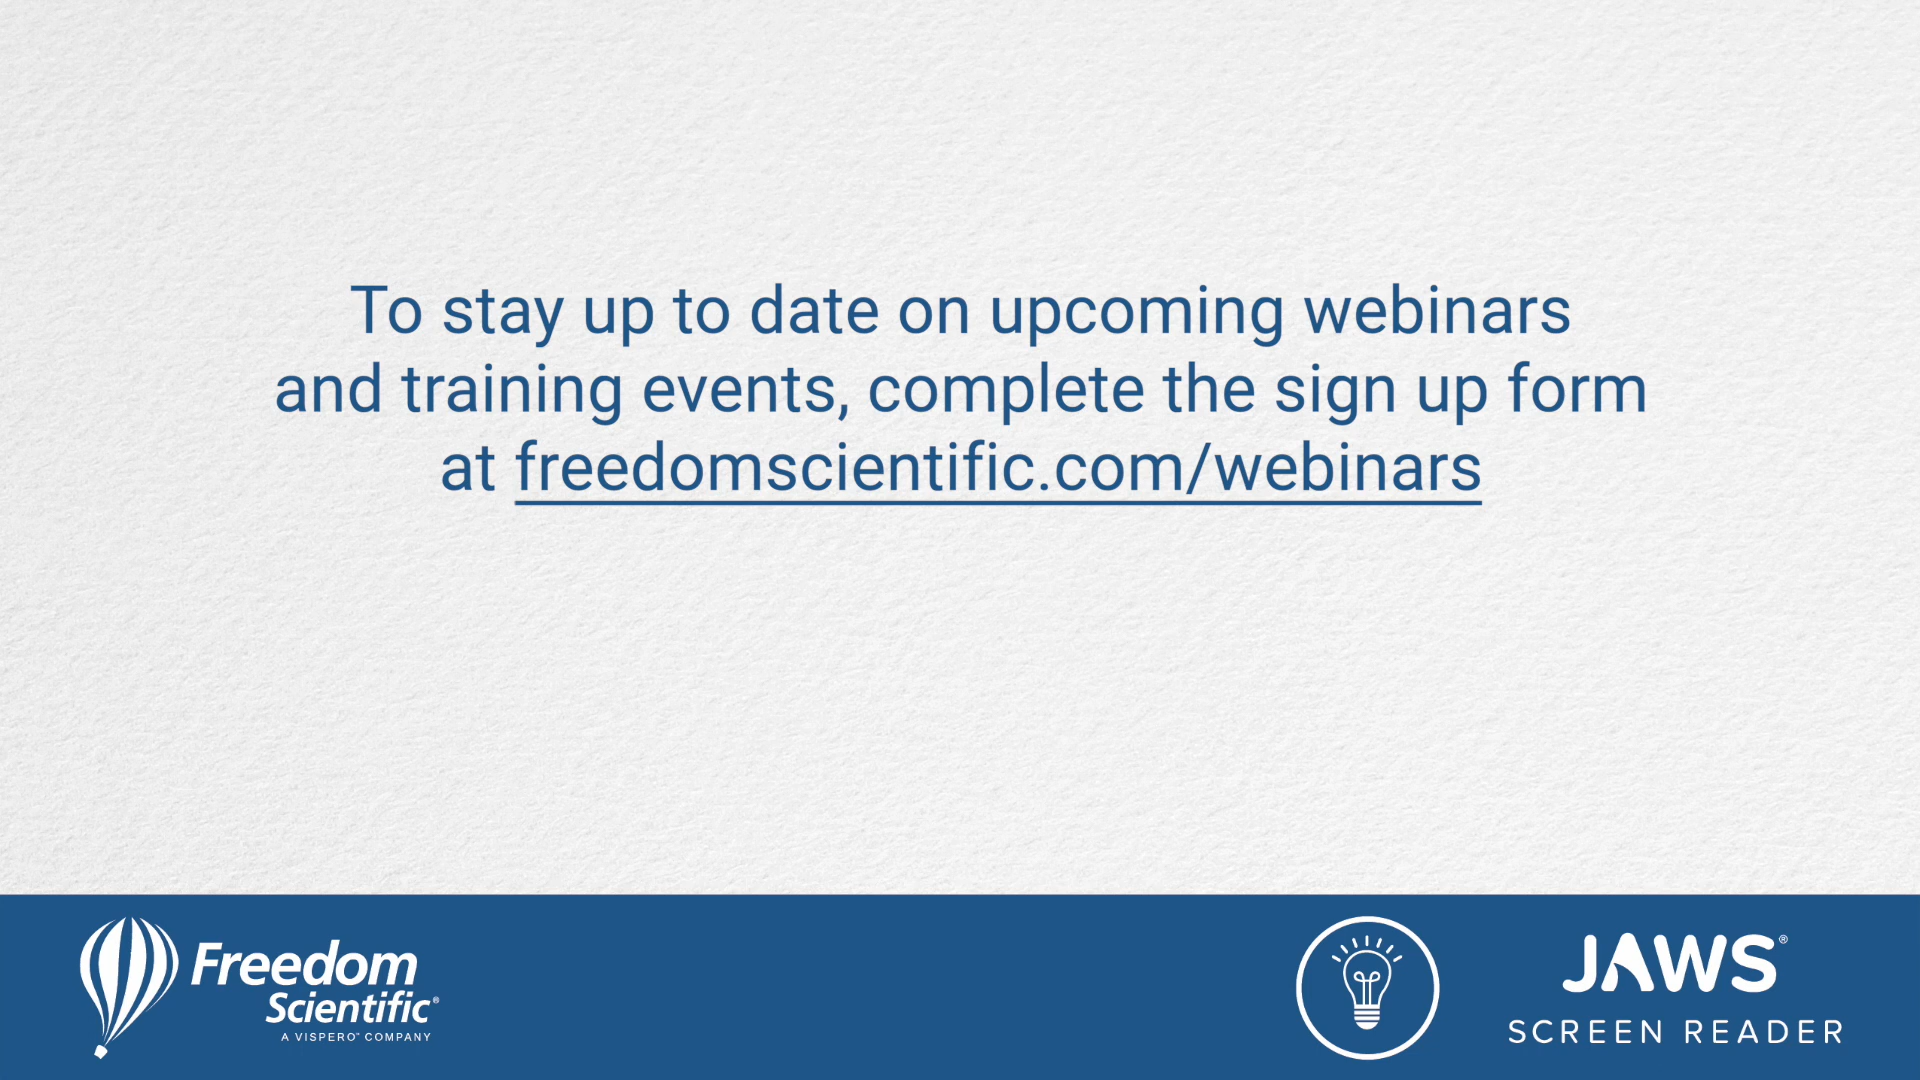 To stay up to date on upcoming webinars
and training events, complete the sign up form
at freedomscientific.com/webinars
Freedom
Scientific®
A VISPERO™ COMPANY
JAWS®
SCREEN READER